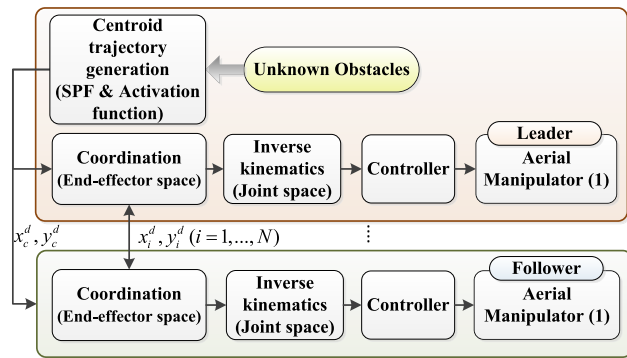 Centroid
trajectory
generation
(SPF & Activation
function)
Unknown Obstacles
Coordination
(End-effector space)
Inverse
kinematics
(Joint space)
Controller
Leader
Aerial
Manipulator (1)
x_c^d, y_c^d
x_i^d, y_i^d (i = 1,..., N)
⋮
Coordination
(End-effector space)
Inverse
kinematics
(Joint space)
Controller
Follower
Aerial
Manipulator (1)